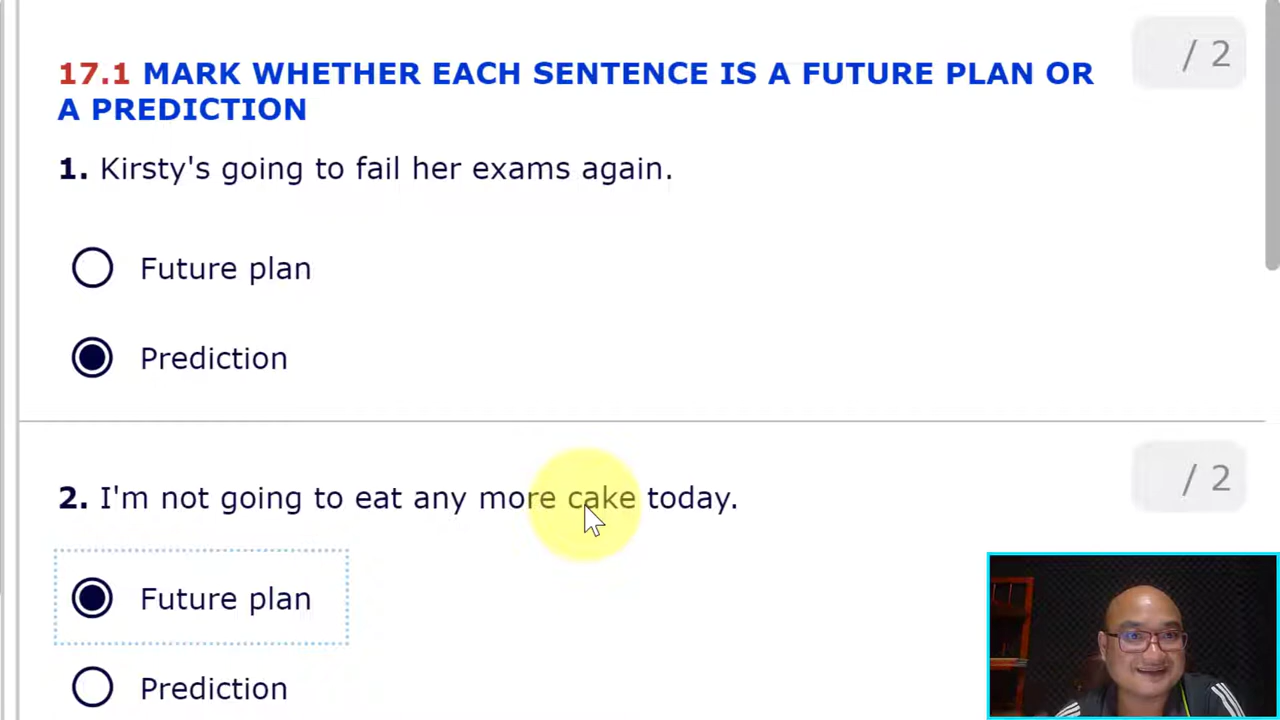 / 2
17.1 MARK WHETHER EACH SENTENCE IS A FUTURE PLAN OR
A PREDICTION
1. Kirsty's going to fail her exams again.
Future plan
Prediction
/ 2
2. I'm not going to eat any more cake today.
Future plan
Prediction